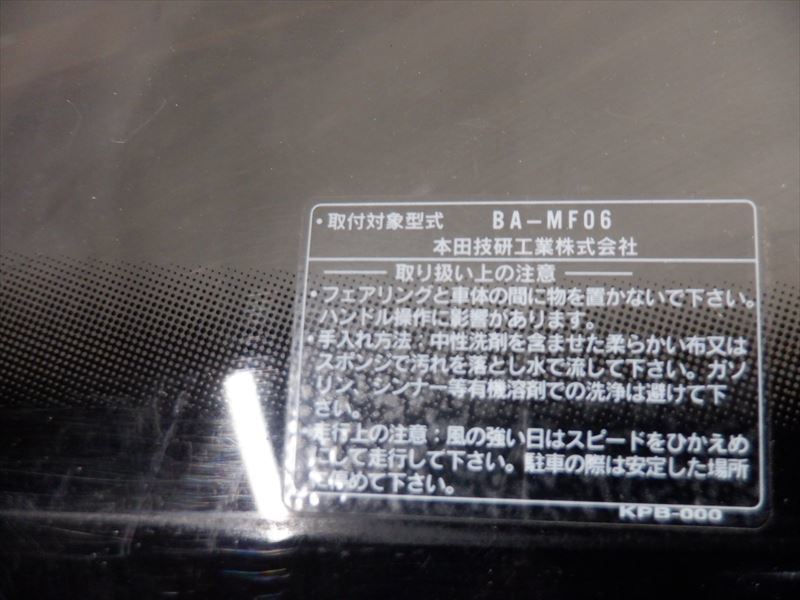 ・取付対象型式 BA-MF06
本田技研工業株式会社
取り扱い上の注意
・フェアリングと車体の間に物を置かないで下さい。
ハンドル操作に影響があります。
・手入れ方法：中性洗剤を含ませた柔らかい布又は
スポンジで汚れを落とし水で流して下さい。ガソ
リン、シンナー等有機溶剤での洗浄は避けて下
さい。
・走行上の注意：風の強い日はスピードをひかえめ
にして走行して下さい。駐車の際は安定した場所
に停めて下さい。
KPB-000